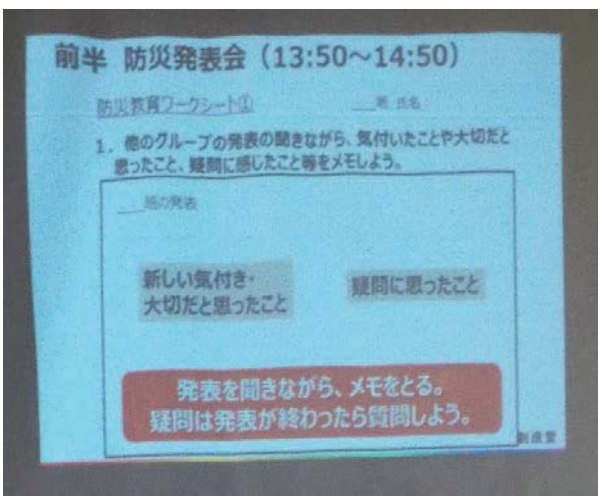 前半 防災発表会（13:50～14:50）
防災教育ワークシート①
＿＿班 氏名
1．他のグループの発表の聞きながら、気付いたことや大切だと
思ったこと、疑問に感じたこと等をメモしよう。
＿＿班の発表
新しい気付き・
大切だと思ったこと
疑問に思ったこと
発表を聞きながら、メモをとる。
疑問は発表が終わったら質問しよう。